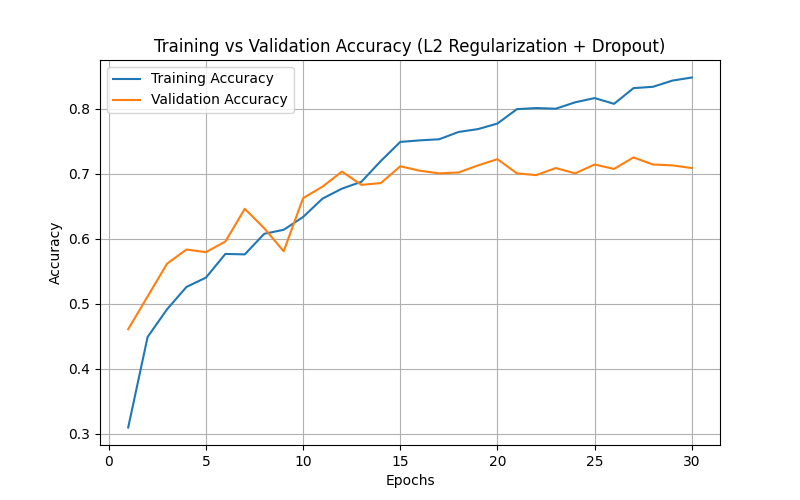 Training vs Validation Accuracy (L2 Regularization + Dropout)
Training Accuracy
Validation Accuracy
Accuracy
0.8
0.7
0.6
0.5
0.4
0.3
0 5 10 15 20 25 30
Epochs